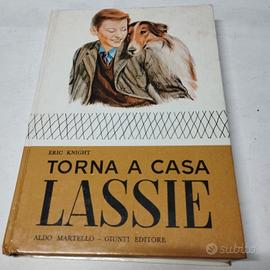 ERIC KNIGHT
TORNA A CASA
LASSIE
ALDO MARTELLO - GIUNTI EDITORE
subito